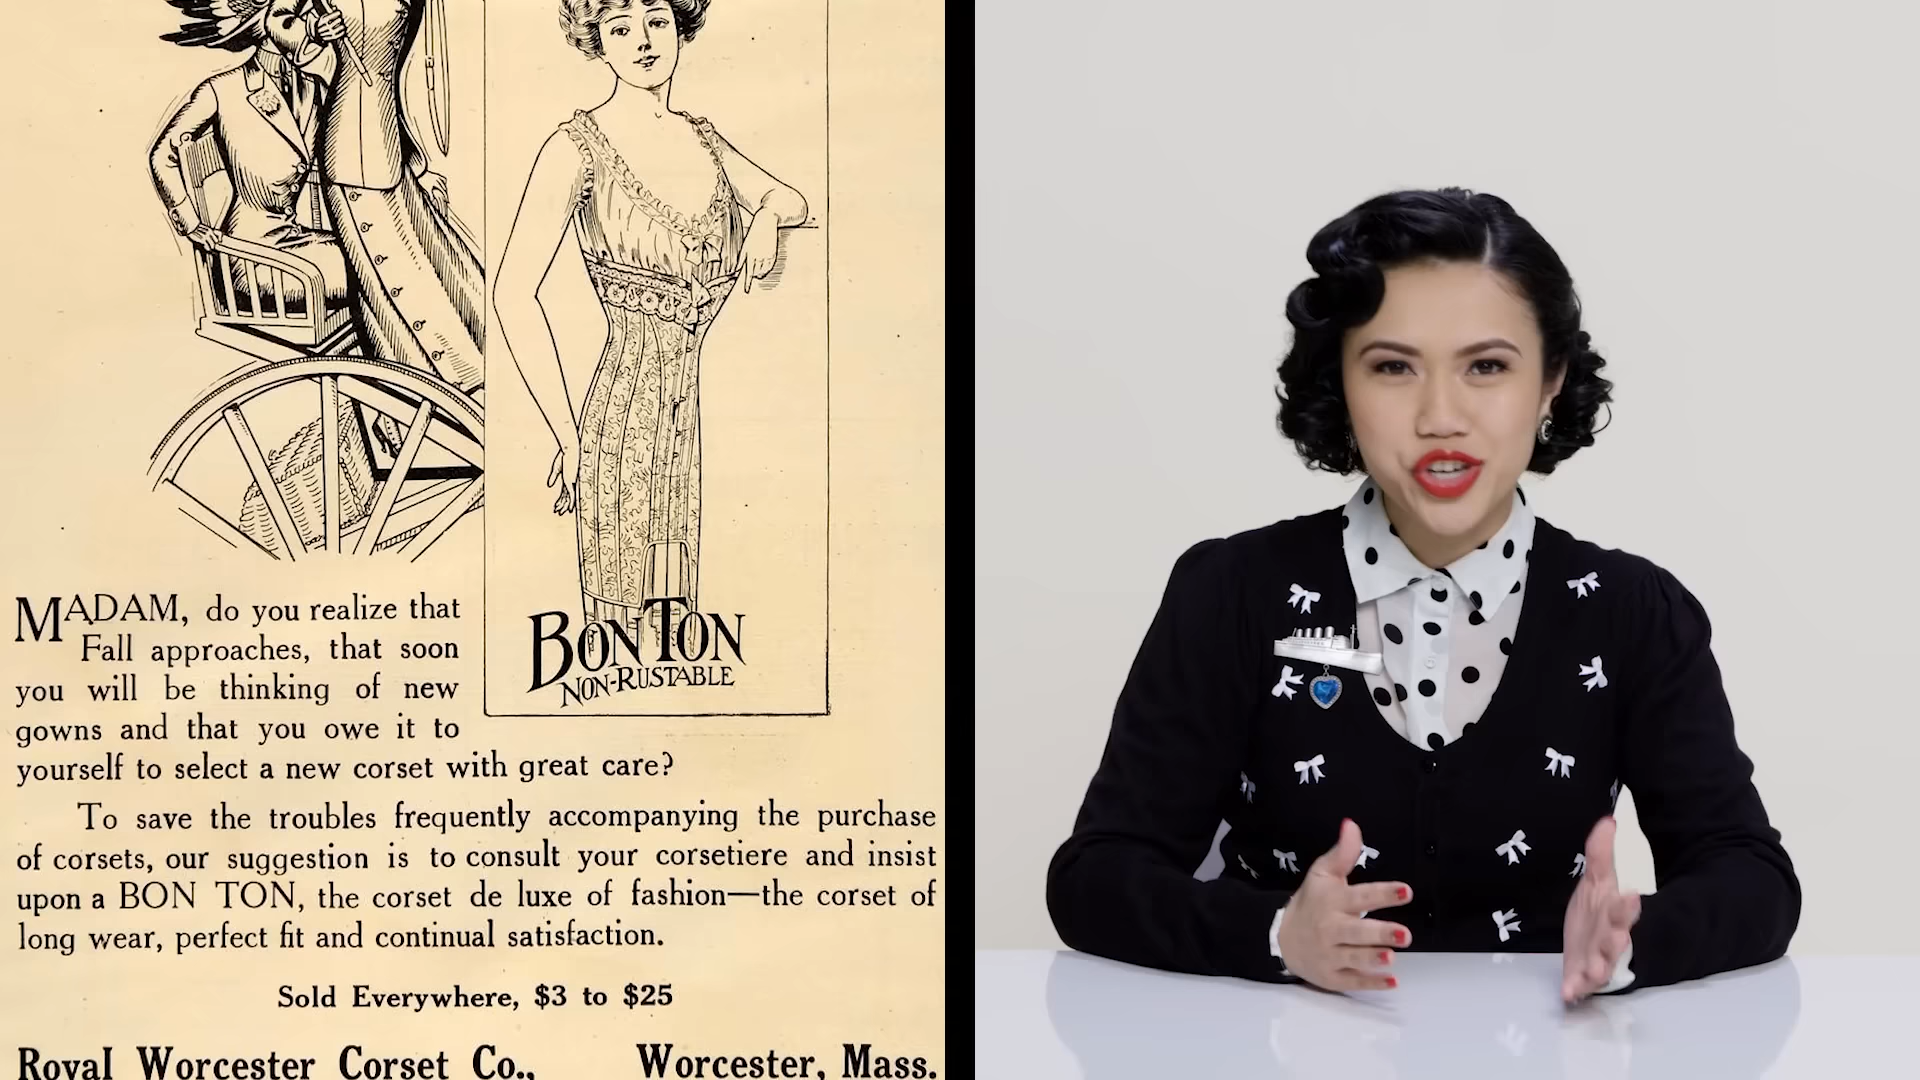 MADAM, do you realize that
Fall approaches, that soon
you will be thinking of new
gowns and that you owe it to
yourself to select a new corset with great care?
BON TON
NON-RUSTABLE
To save the troubles frequently accompanying the purchase
of corsets, our suggestion is to consult your corsetiere and insist
upon a BON TON, the corset de luxe of fashion—the corset of
long wear, perfect fit and continual satisfaction.
Sold Everywhere, $3 to $25
Royal Worcester Corset Co., Worcester, Mass.